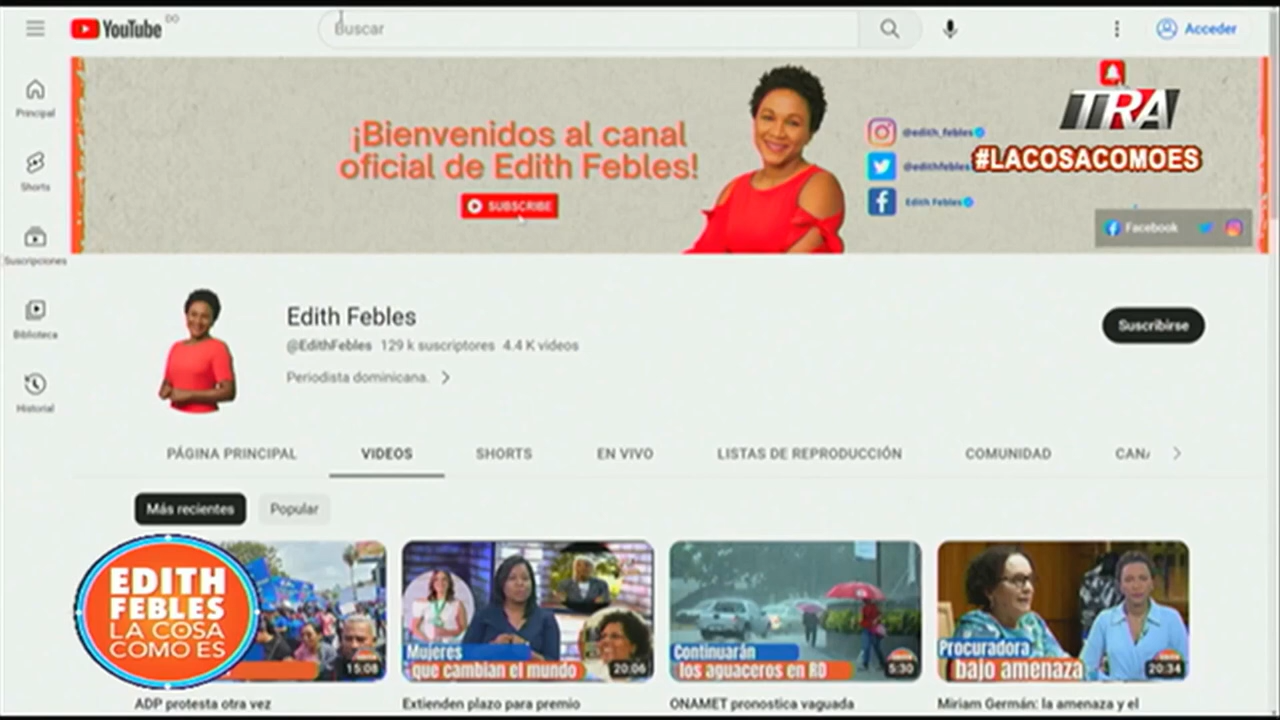 YouTube DO
Buscar
Acceder
Principal
Shorts
Suscripciones
Biblioteca
Historial
¡Bienvenidos al canal
oficial de Edith Febles!
SUBSCRIBE
@edith_febles
@edithfebles
Edith Febles
TRA
#LACOSACOMOES
Facebook
Edith Febles
@EdithFebles 129 k suscriptores 4.4 K videos
Periodista dominicana.
Suscribirse
PÁGINA PRINCIPAL VIDEOS SHORTS EN VIVO LISTAS DE REPRODUCCIÓN COMUNIDAD
Más recientes Popular
EDITH
FEBLES
LA COSA
COMO ES
15:08
Mujeres
que cambian el mundo
20:06
Continuarán
los aguaceros en RD
5:30
Procuradora
bajo amenaza
20:34
ADP protesta otra vez
Extienden plazo para premio
ONAMET pronostica vaguada
Miriam Germán: la amenaza y el